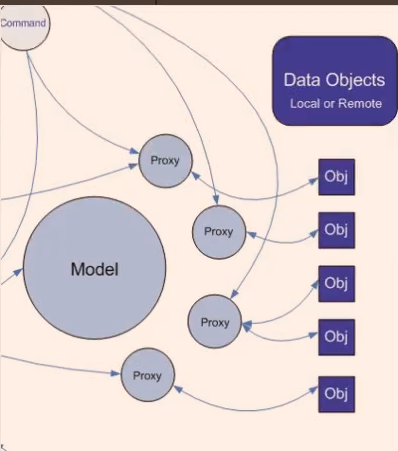 Command
Data Objects
Local or Remote
Proxy
Obj
Proxy
Obj
Model
Obj
Proxy
Obj
Proxy
Obj